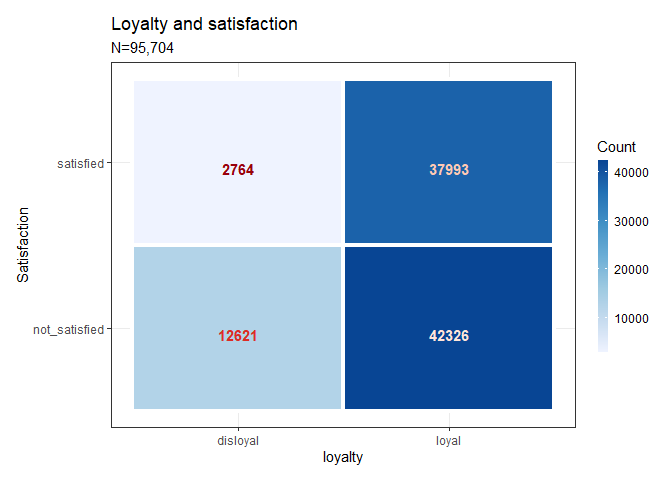 Loyalty and satisfaction
N=95,704
Satisfaction
satisfied
2764
37993
not_satisfied
12621
42326
disloyal
loyal
loyalty
Count
40000
30000
20000
10000